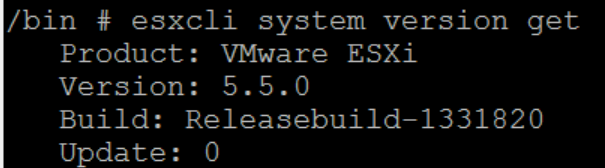 /bin # esxcli system version get
Product: VMware ESXi
Version: 5.5.0
Build: Releasebuild-1331820
Update: 0